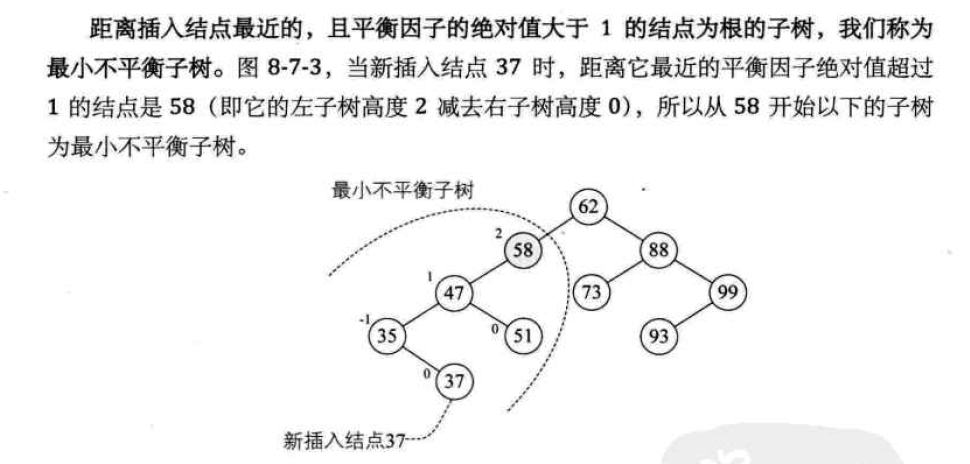 距离插入结点最近的，且平衡因子的绝对值大于 1 的结点为根的子树，我们称为
最小不平衡子树。图 8-7-3，当新插入结点 37 时，距离它最近的平衡因子绝对值超过
1 的结点是 58（即它的左子树高度 2 减去右子树高度 0），所以从 58 开始以下的子树
为最小不平衡子树。
最小不平衡子树
62
2
58
88
1
47
73
99
-1
35
0
51
93
0
37
新插入结点37